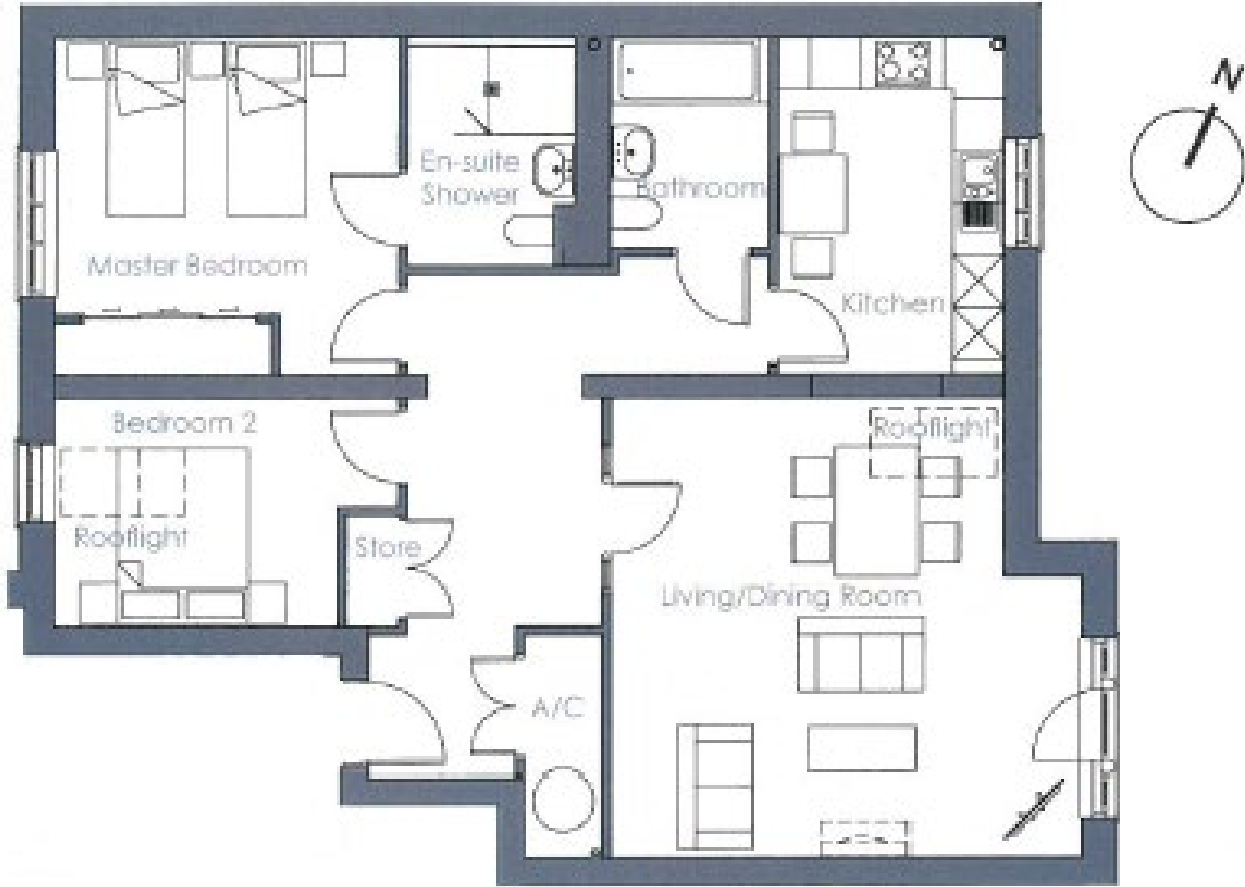 N
En-suite
Shower
Bathroom
Master Bedroom
Kitchen
Bedroom 2
Rooflight
Rooflight
Store
Living/Dining Room
A/C